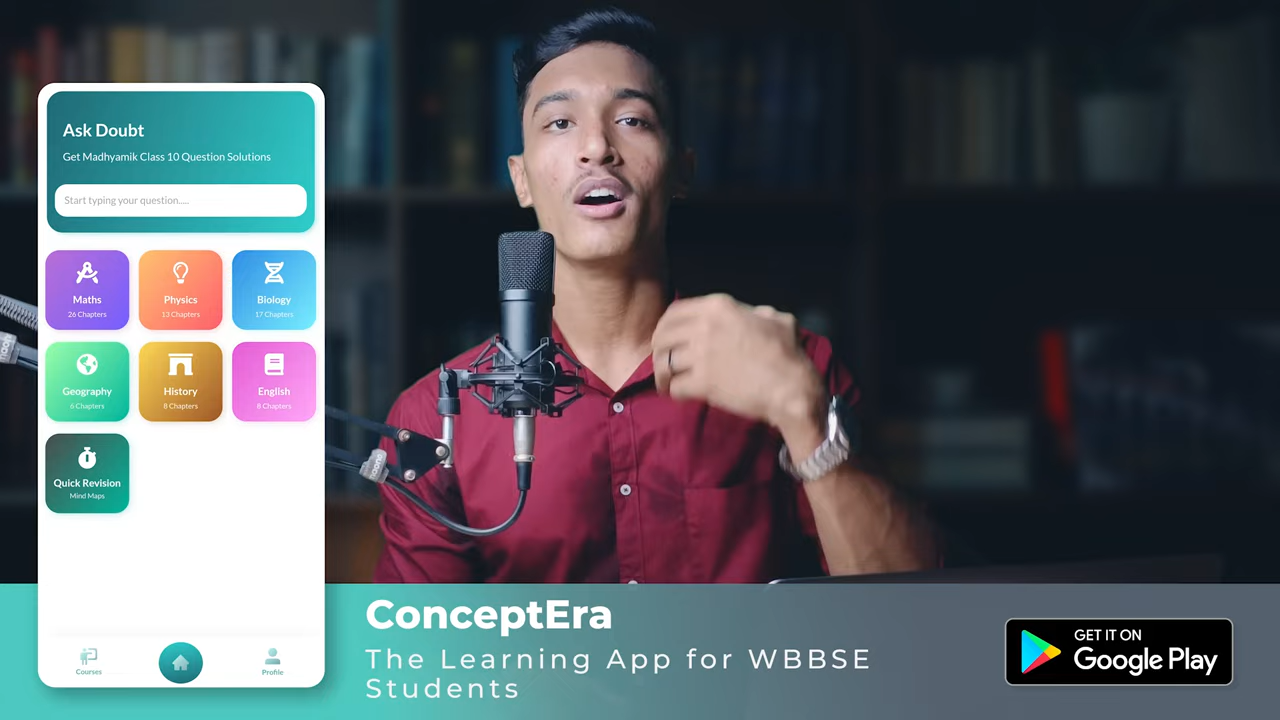 Ask Doubt
Get Madhyamik Class 10 Question Solutions
Start typing your question.....
Maths
26 Chapters
Physics
13 Chapters
Biology
17 Chapters
Geography
6 Chapters
History
8 Chapters
English
8 Chapters
Quick Revision
Mind Maps
Courses
Profile
ConceptEra
The Learning App for WBBSE
Students
GET IT ON
Google Play